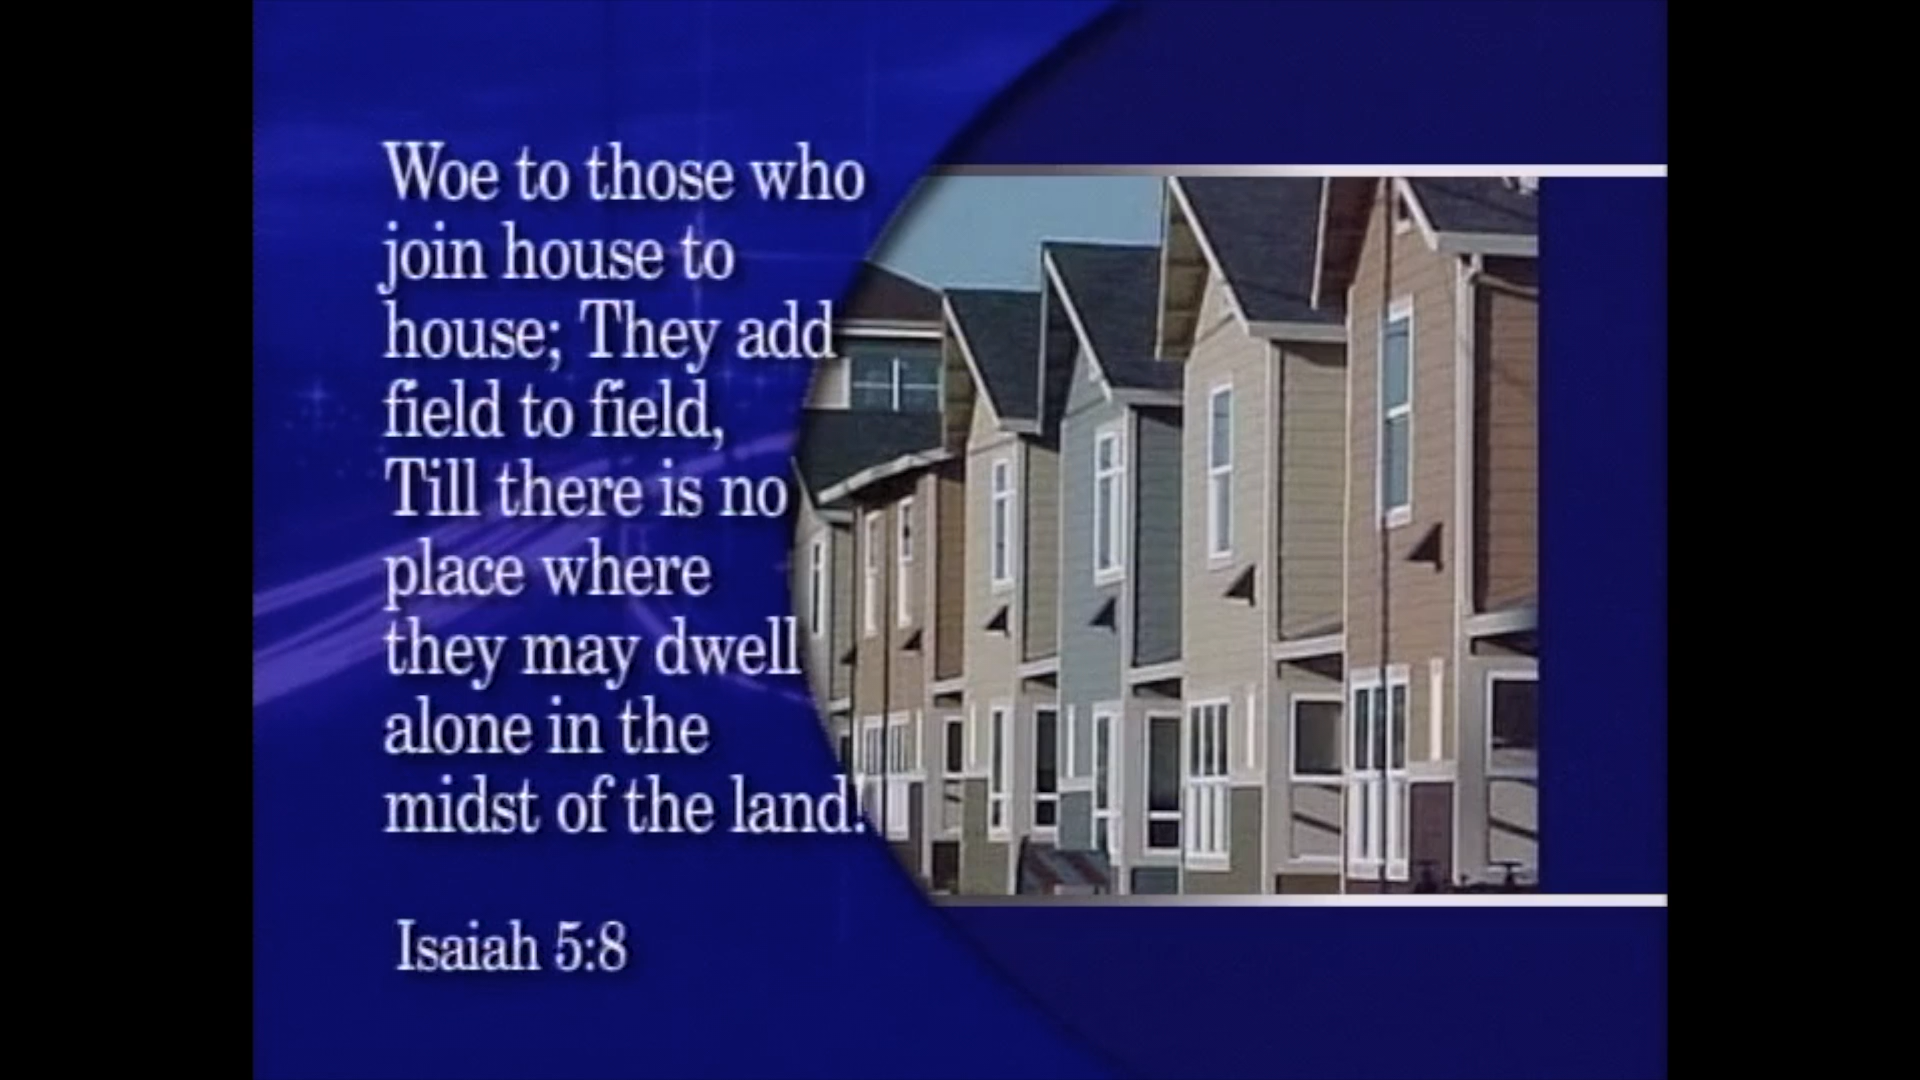 Woe to those who
join house to
house; They add
field to field,
Till there is no
place where
they may dwell
alone in the
midst of the land!
Isaiah 5:8